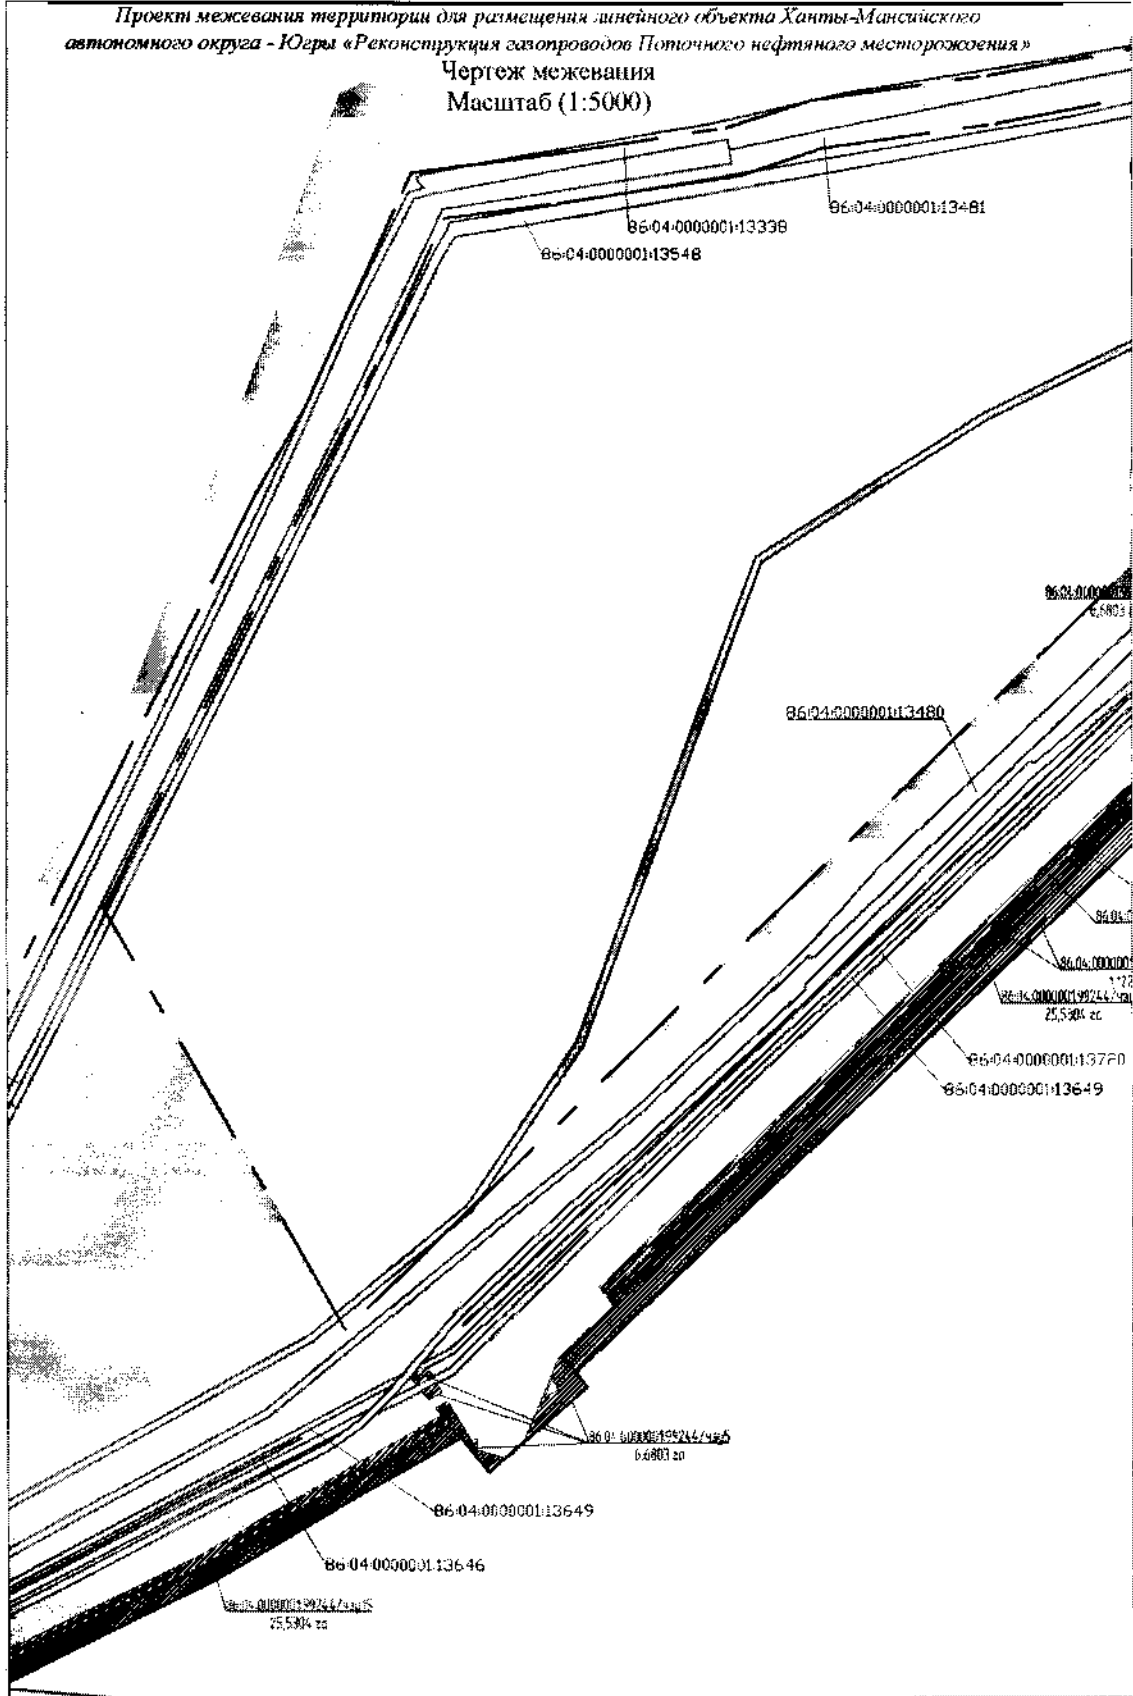 Проект межевания территории для размещения линейного объекта Ханты-Мансийского
автономного округа - Югры «Реконструкция газопроводов Поточного нефтяного месторождения»
Чертеж межевания
Масштаб (1:5000)
86:04:0000001:13481
86:04:0000001:13338
86:04:0000001:13548
86:04:0000001:13480
25,5304 га
86:04:0000001:13720
86:04:0000001:13649
6,6803 га
86:04:0000001:13649
86:04:0000001:13646
25,5304 га